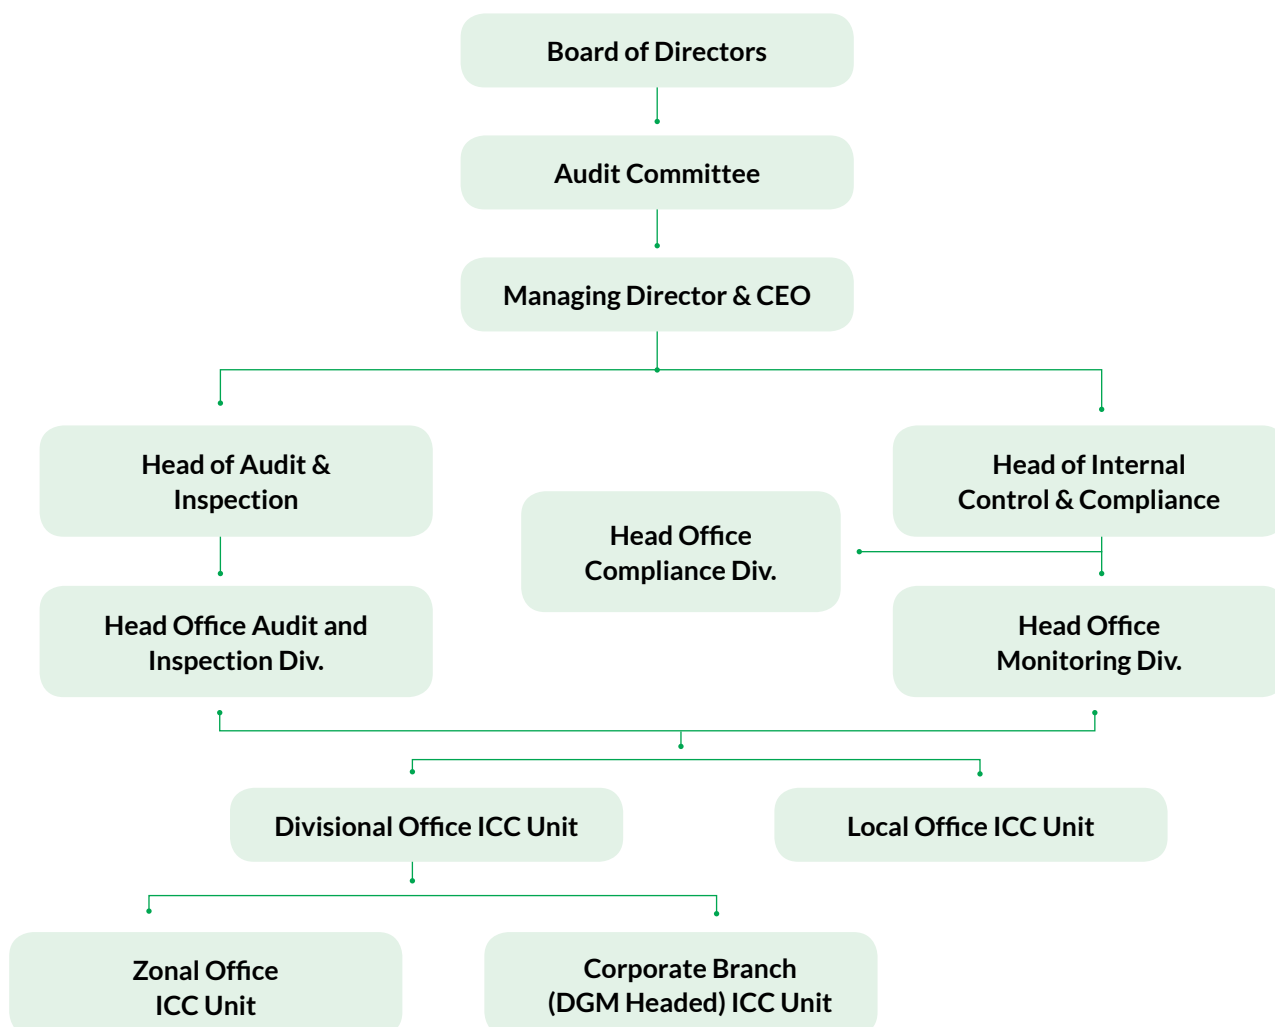 Board of Directors
Audit Committee
Managing Director & CEO
Head of Audit &
Inspection
Head of Internal
Control & Compliance
Head Office
Compliance Div.
Head Office Audit and
Inspection Div.
Head Office
Monitoring Div.
Divisional Office ICC Unit
Local Office ICC Unit
Zonal Office
ICC Unit
Corporate Branch
(DGM Headed) ICC Unit